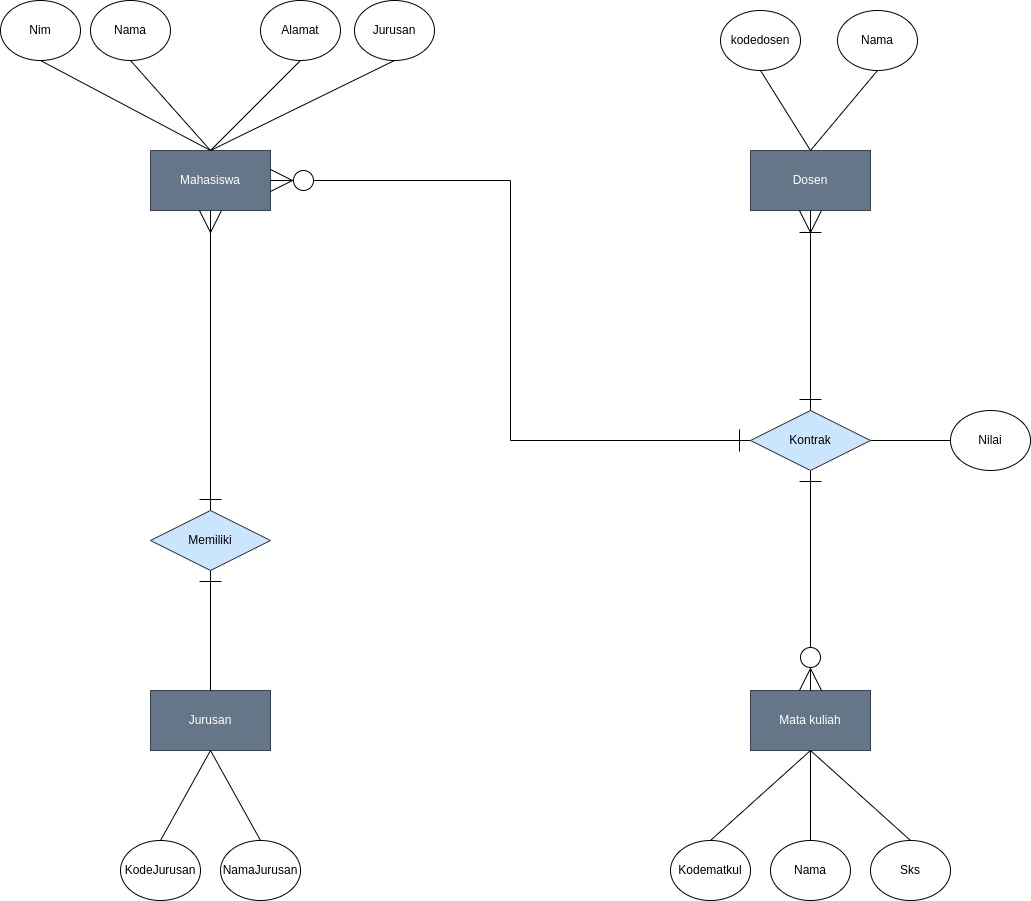 Nim
Nama
Alamat
Jurusan
kodedosen
Nama
Mahasiswa
Dosen
Kontrak
Nilai
Memiliki
Jurusan
Mata kuliah
KodeJurusan
NamaJurusan
Kodematkul
Nama
Sks